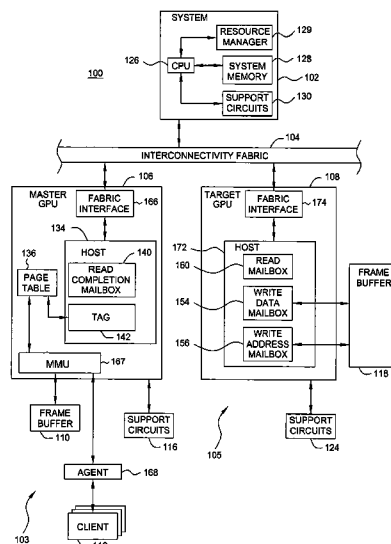 SYSTEM
RESOURCE
MANAGER
129
126
CPU
SYSTEM
MEMORY
128
102
100
SUPPORT
CIRCUITS
130
104
INTERCONNECTIVITY FABRIC
106
108
MASTER
GPU
FABRIC
INTERFACE
166
TARGET
GPU
FABRIC
INTERFACE
174
134
136
HOST
140
READ
COMPLETION
MAILBOX
PAGE
TABLE
TAG
142
172
HOST
160
READ
MAILBOX
154
WRITE
DATA
MAILBOX
156
WRITE
ADDRESS
MAILBOX
FRAME
BUFFER
118
MMU
167
FRAME
BUFFER
110
SUPPORT
CIRCUITS
116
105
SUPPORT
CIRCUITS
124
AGENT
168
103
CLIENT